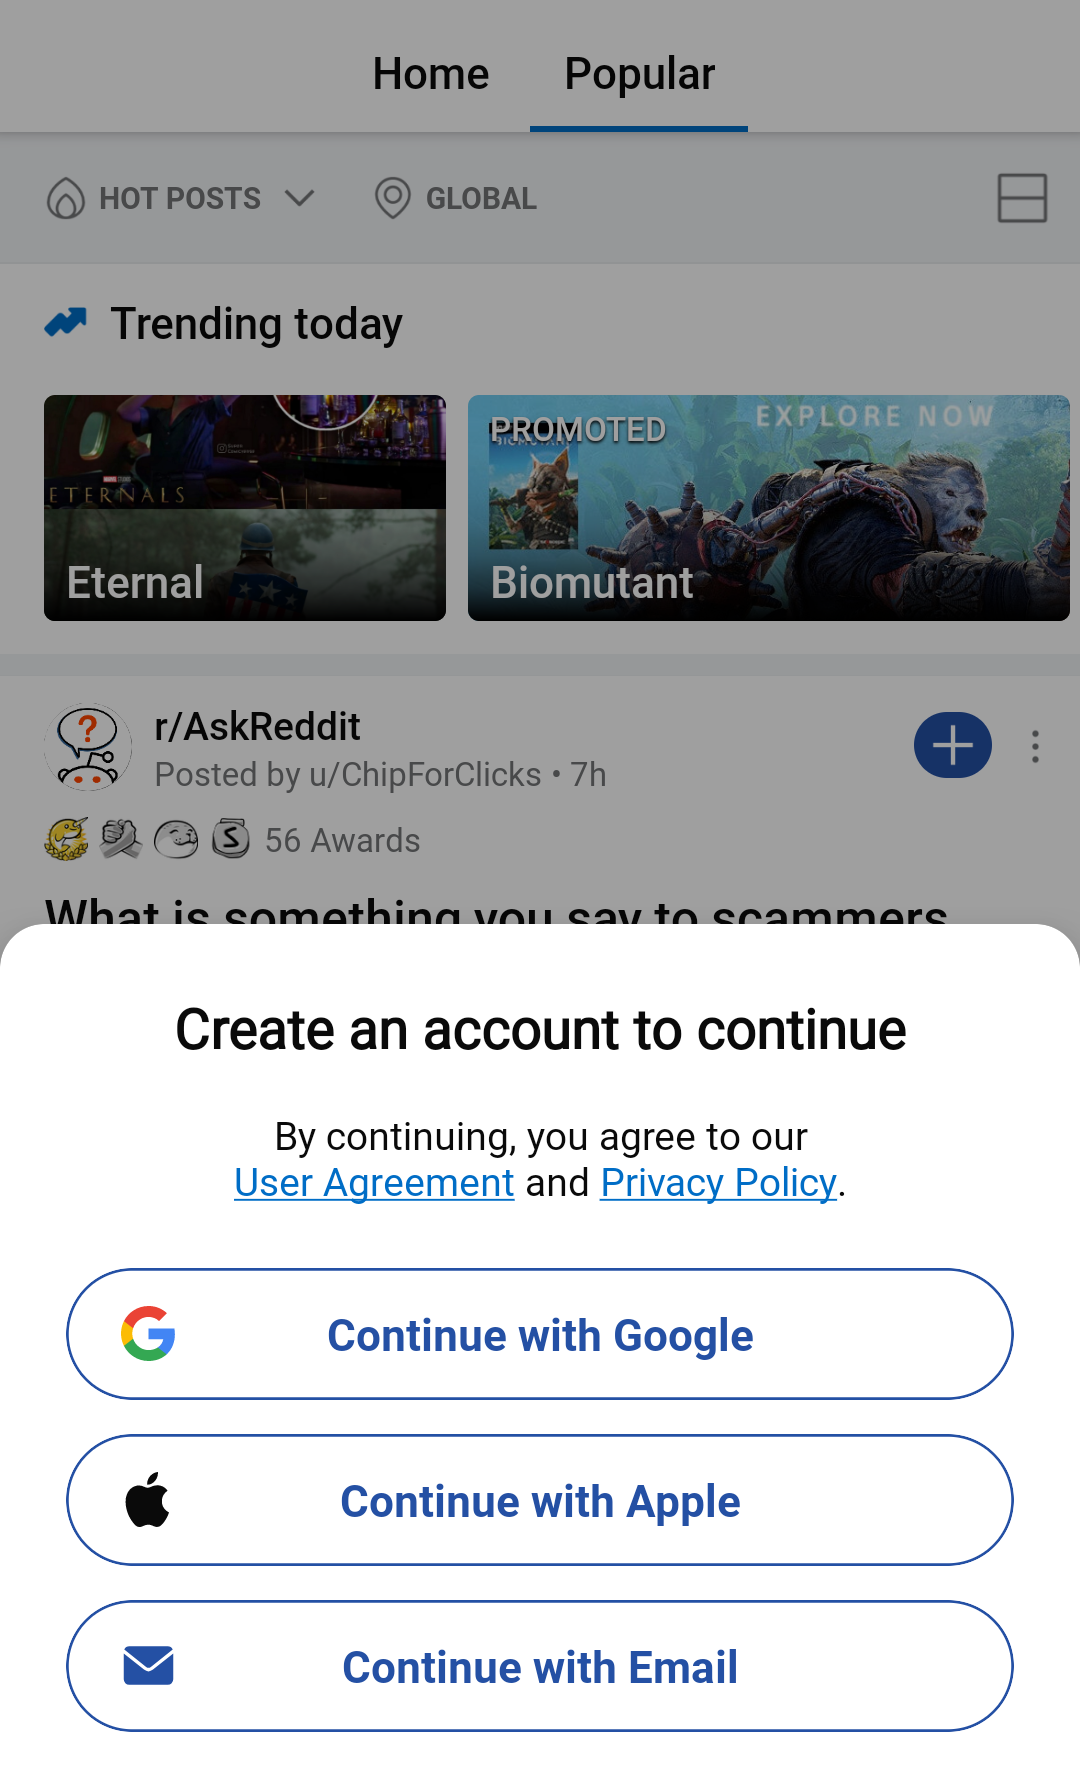 Home Popular
HOT POSTS GLOBAL
Trending today
ETERNALS
Eternal
PROMOTED
EXPLORE NOW
BIOMUTANT
Biomutant
r/AskReddit
Posted by u/ChipForClicks • 7h
56 Awards
What is something you say to scammers
Create an account to continue
By continuing, you agree to our
User Agreement and Privacy Policy.
Continue with Google
Continue with Apple
Continue with Email